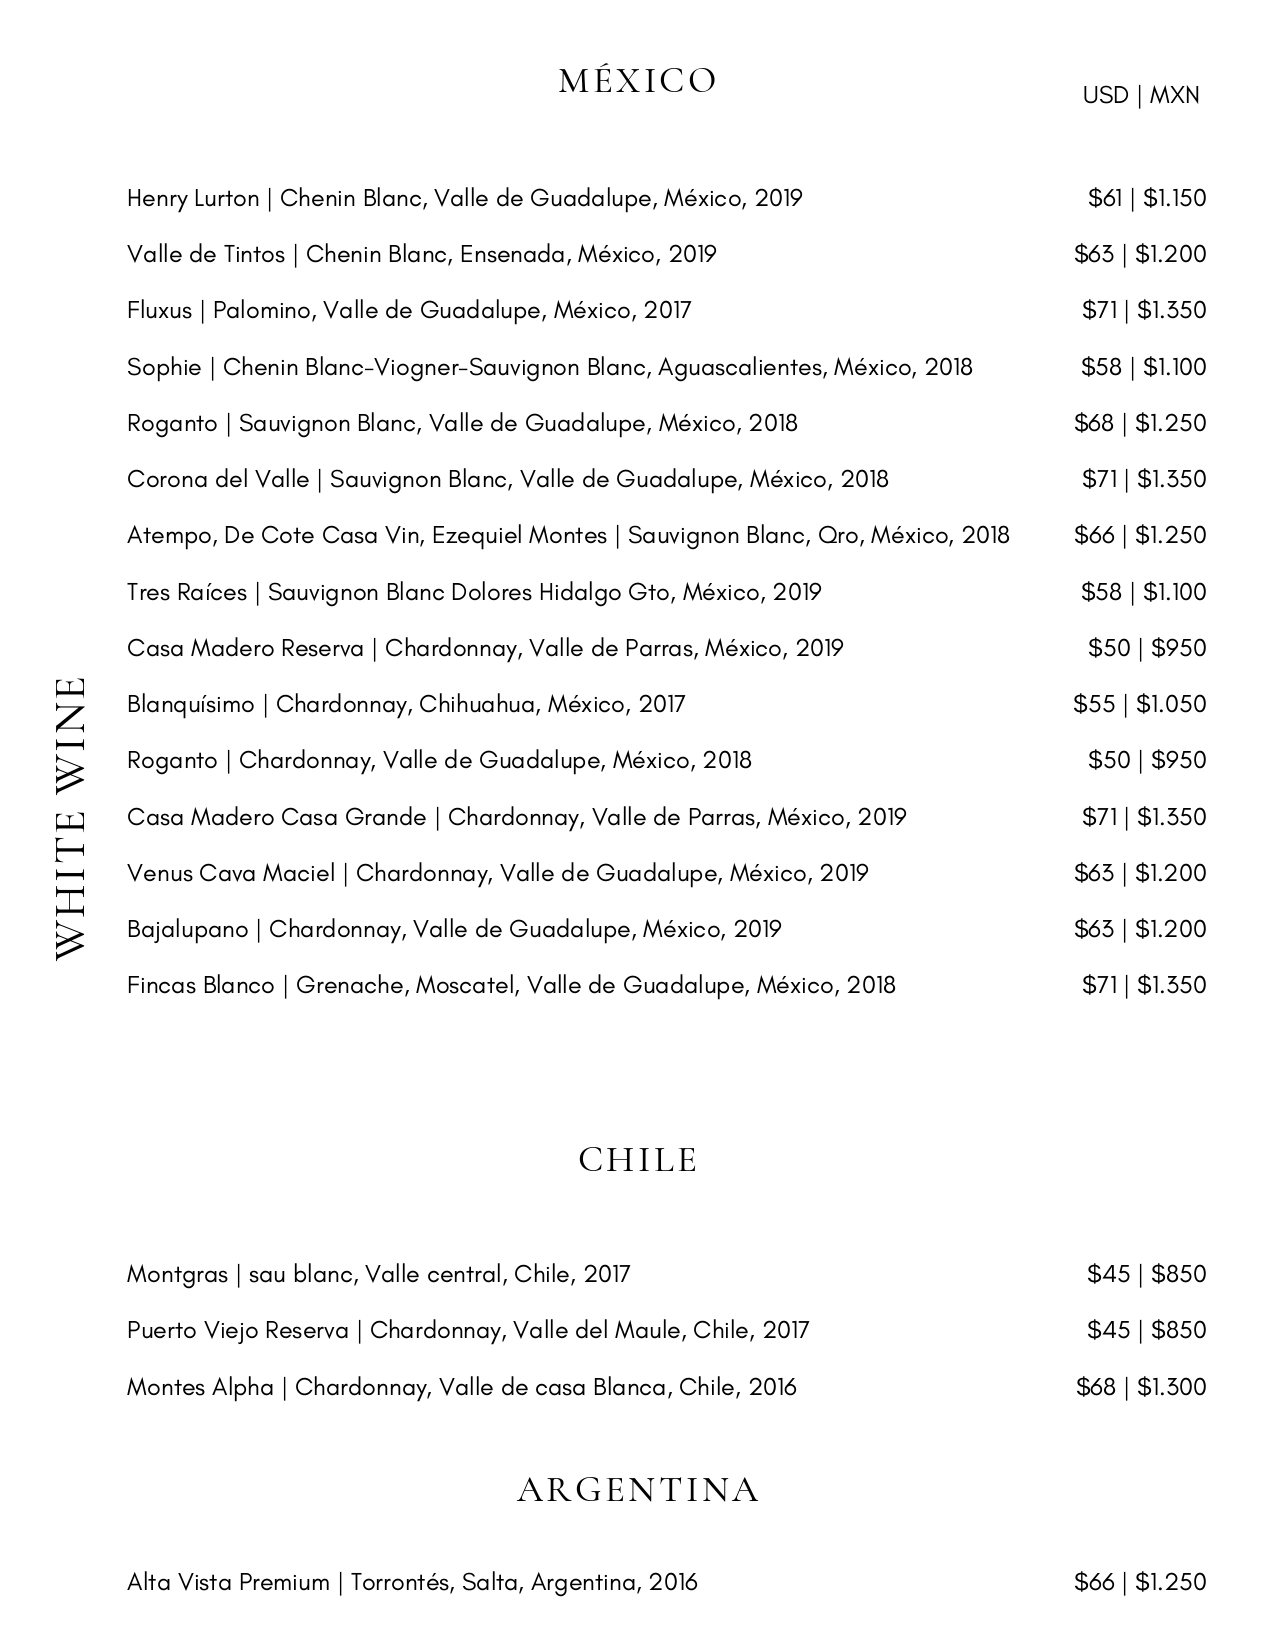 MÉXICO
USD | MXN
Henry Lurton | Chenin Blanc, Valle de Guadalupe, México, 2019 $61 | $1.150
Valle de Tintos | Chenin Blanc, Ensenada, México, 2019 $63 | $1.200
Fluxus | Palomino, Valle de Guadalupe, México, 2017 $71 | $1.350
Sophie | Chenin Blanc-Viogner-Sauvignon Blanc, Aguascalientes, México, 2018 $58 | $1.100
Roganto | Sauvignon Blanc, Valle de Guadalupe, México, 2018 $68 | $1.250
Corona del Valle | Sauvignon Blanc, Valle de Guadalupe, México, 2018 $71 | $1.350
Atempo, De Cote Casa Vin, Ezequiel Montes | Sauvignon Blanc, Qro, México, 2018 $66 | $1.250
Tres Raíces | Sauvignon Blanc Dolores Hidalgo Gto, México, 2019 $58 | $1.100
Casa Madero Reserva | Chardonnay, Valle de Parras, México, 2019 $50 | $950
Blanquísimo | Chardonnay, Chihuahua, México, 2017 $55 | $1.050
Roganto | Chardonnay, Valle de Guadalupe, México, 2018 $50 | $950
Casa Madero Casa Grande | Chardonnay, Valle de Parras, México, 2019 $71 | $1.350
Venus Cava Maciel | Chardonnay, Valle de Guadalupe, México, 2019 $63 | $1.200
Bajalupano | Chardonnay, Valle de Guadalupe, México, 2019 $63 | $1.200
Fincas Blanco | Grenache, Moscatel, Valle de Guadalupe, México, 2018 $71 | $1.350
WHITE WINE
CHILE
Montgras | sau blanc, Valle central, Chile, 2017 $45 | $850
Puerto Viejo Reserva | Chardonnay, Valle del Maule, Chile, 2017 $45 | $850
Montes Alpha | Chardonnay, Valle de casa Blanca, Chile, 2016 $68 | $1.300
ARGENTINA
Alta Vista Premium | Torrontés, Salta, Argentina, 2016 $66 | $1.250